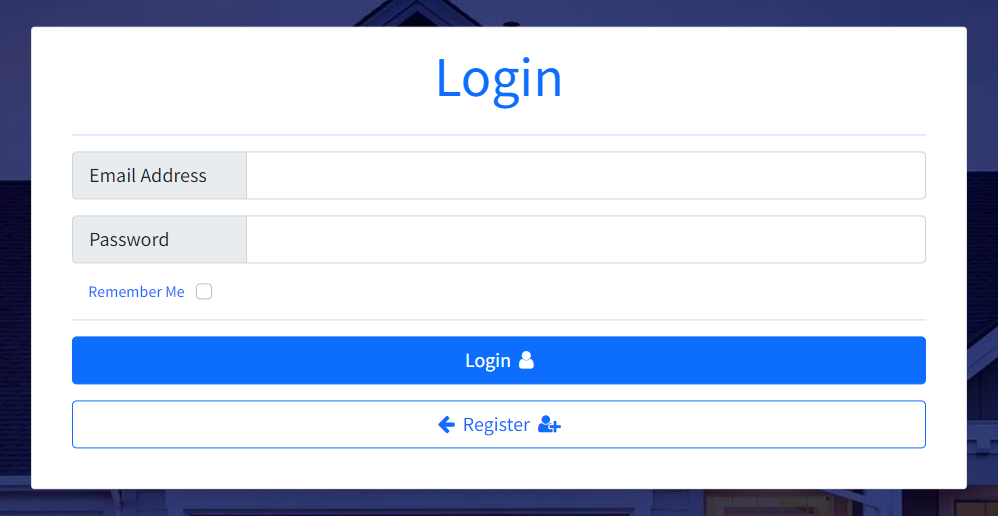 Login
Email Address
Password
Remember Me
Login
Register